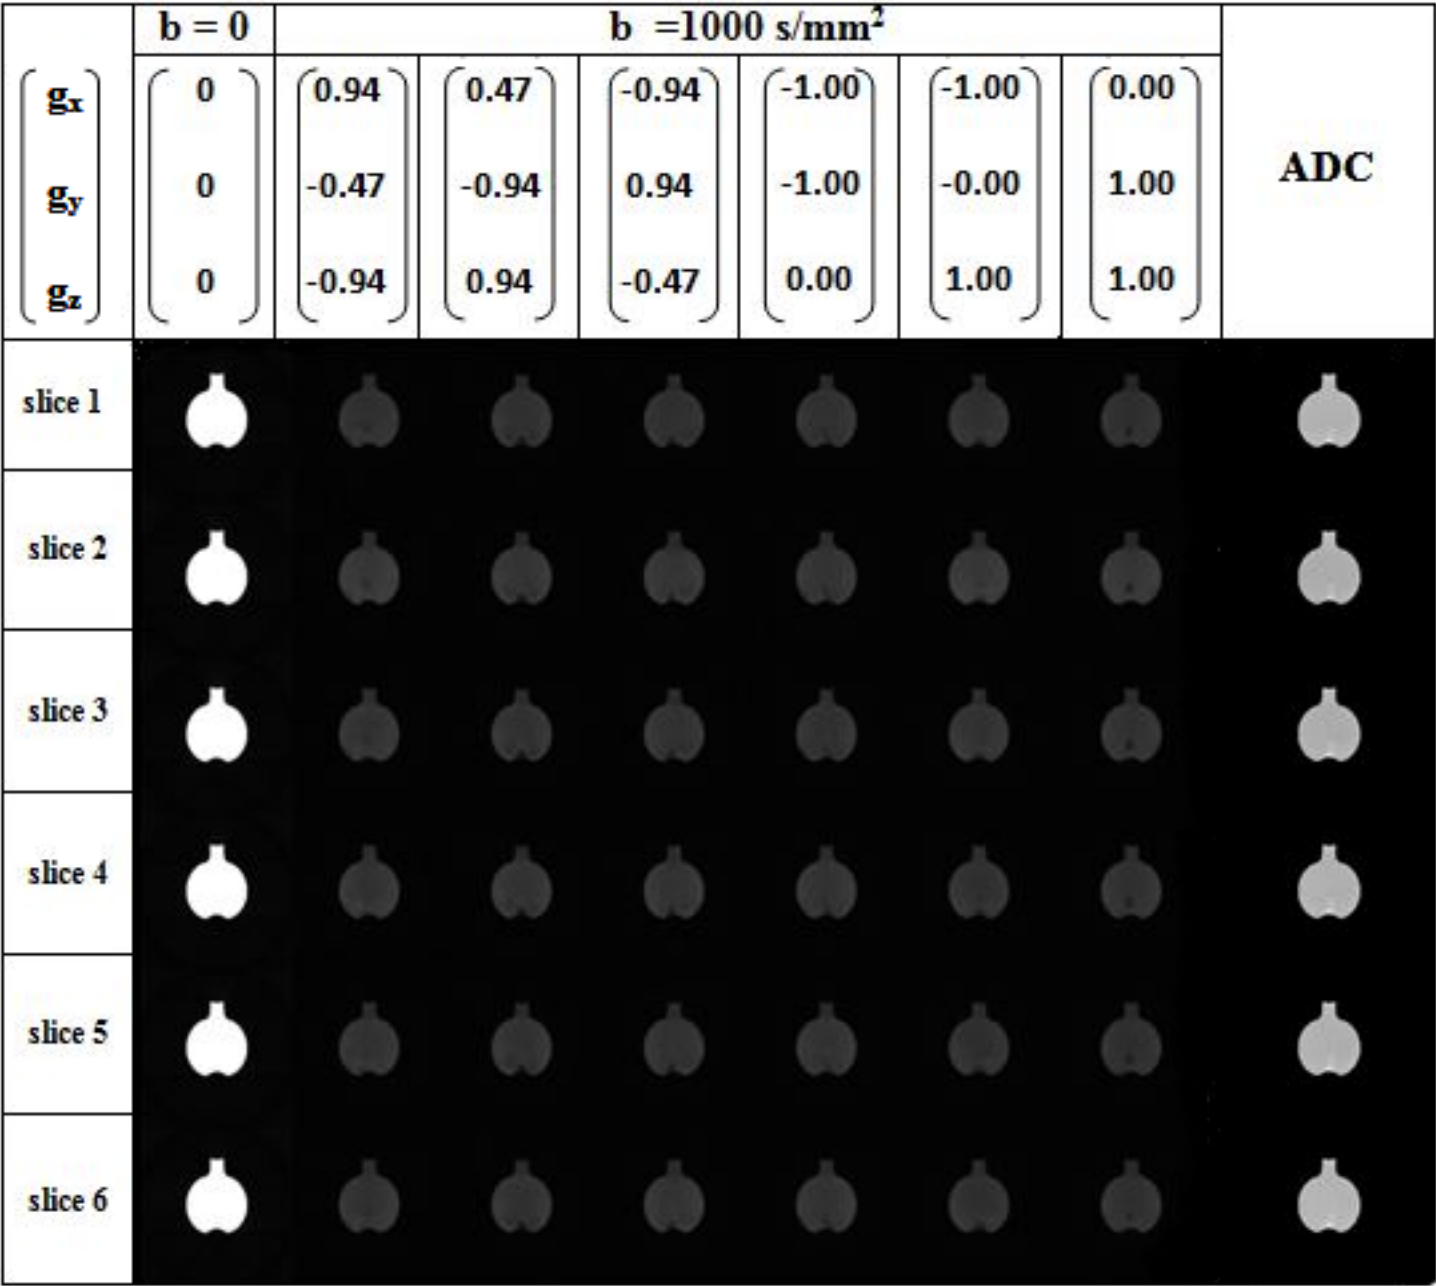 b = 0 b =1000 s/mm²
gx 0 0.94 0.47 -0.94 -1.00 -1.00 0.00
ADC
gy 0 -0.47 -0.94 0.94 -1.00 -0.00 1.00
gz 0 -0.94 0.94 -0.47 0.00 1.00 1.00
slice 1
slice 2
slice 3
slice 4
slice 5
slice 6